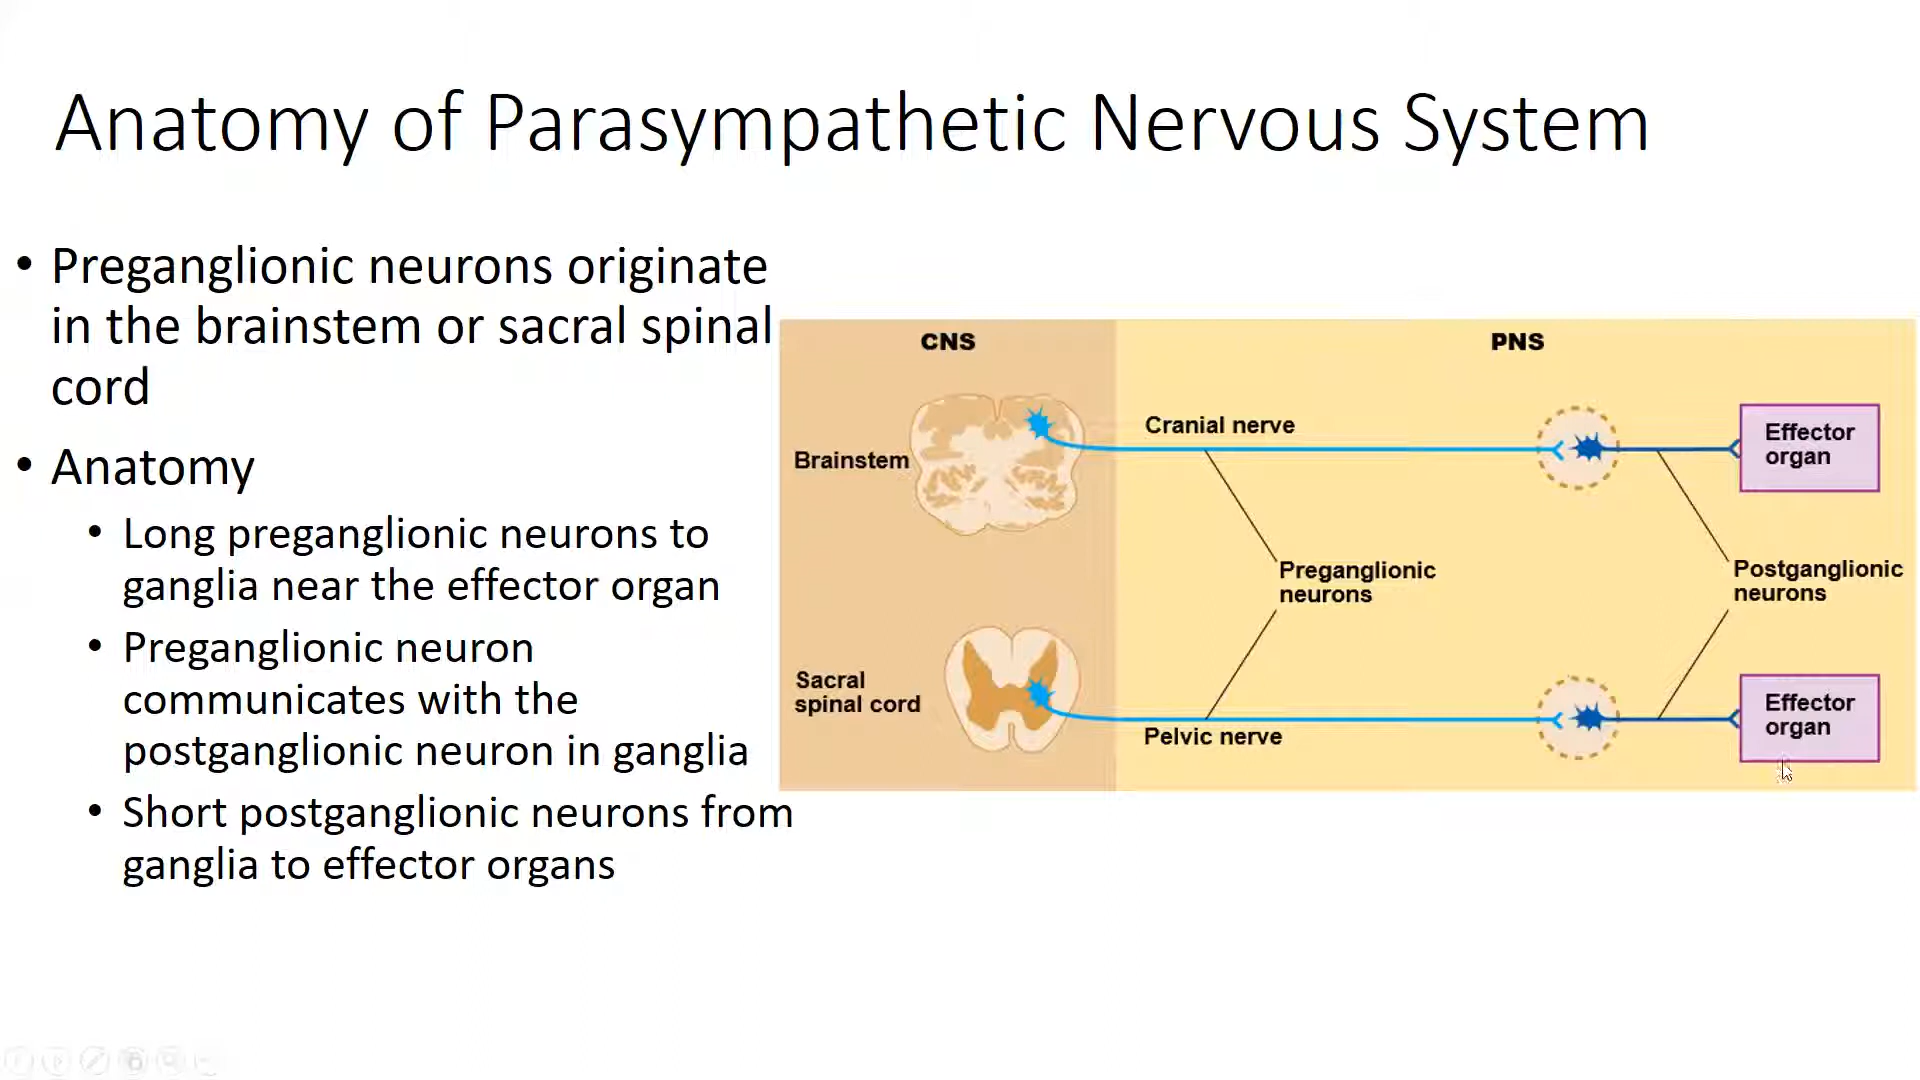 Anatomy of Parasympathetic Nervous System
• Preganglionic neurons originate
in the brainstem or sacral spinal
cord
• Anatomy
• Long preganglionic neurons to
ganglia near the effector organ
• Preganglionic neuron
communicates with the
postganglionic neuron in ganglia
• Short postganglionic neurons from
ganglia to effector organs
CNS
PNS
Brainstem
Cranial nerve
Effector
organ
Preganglionic
neurons
Postganglionic
neurons
Sacral
spinal cord
Pelvic nerve
Effector
organ